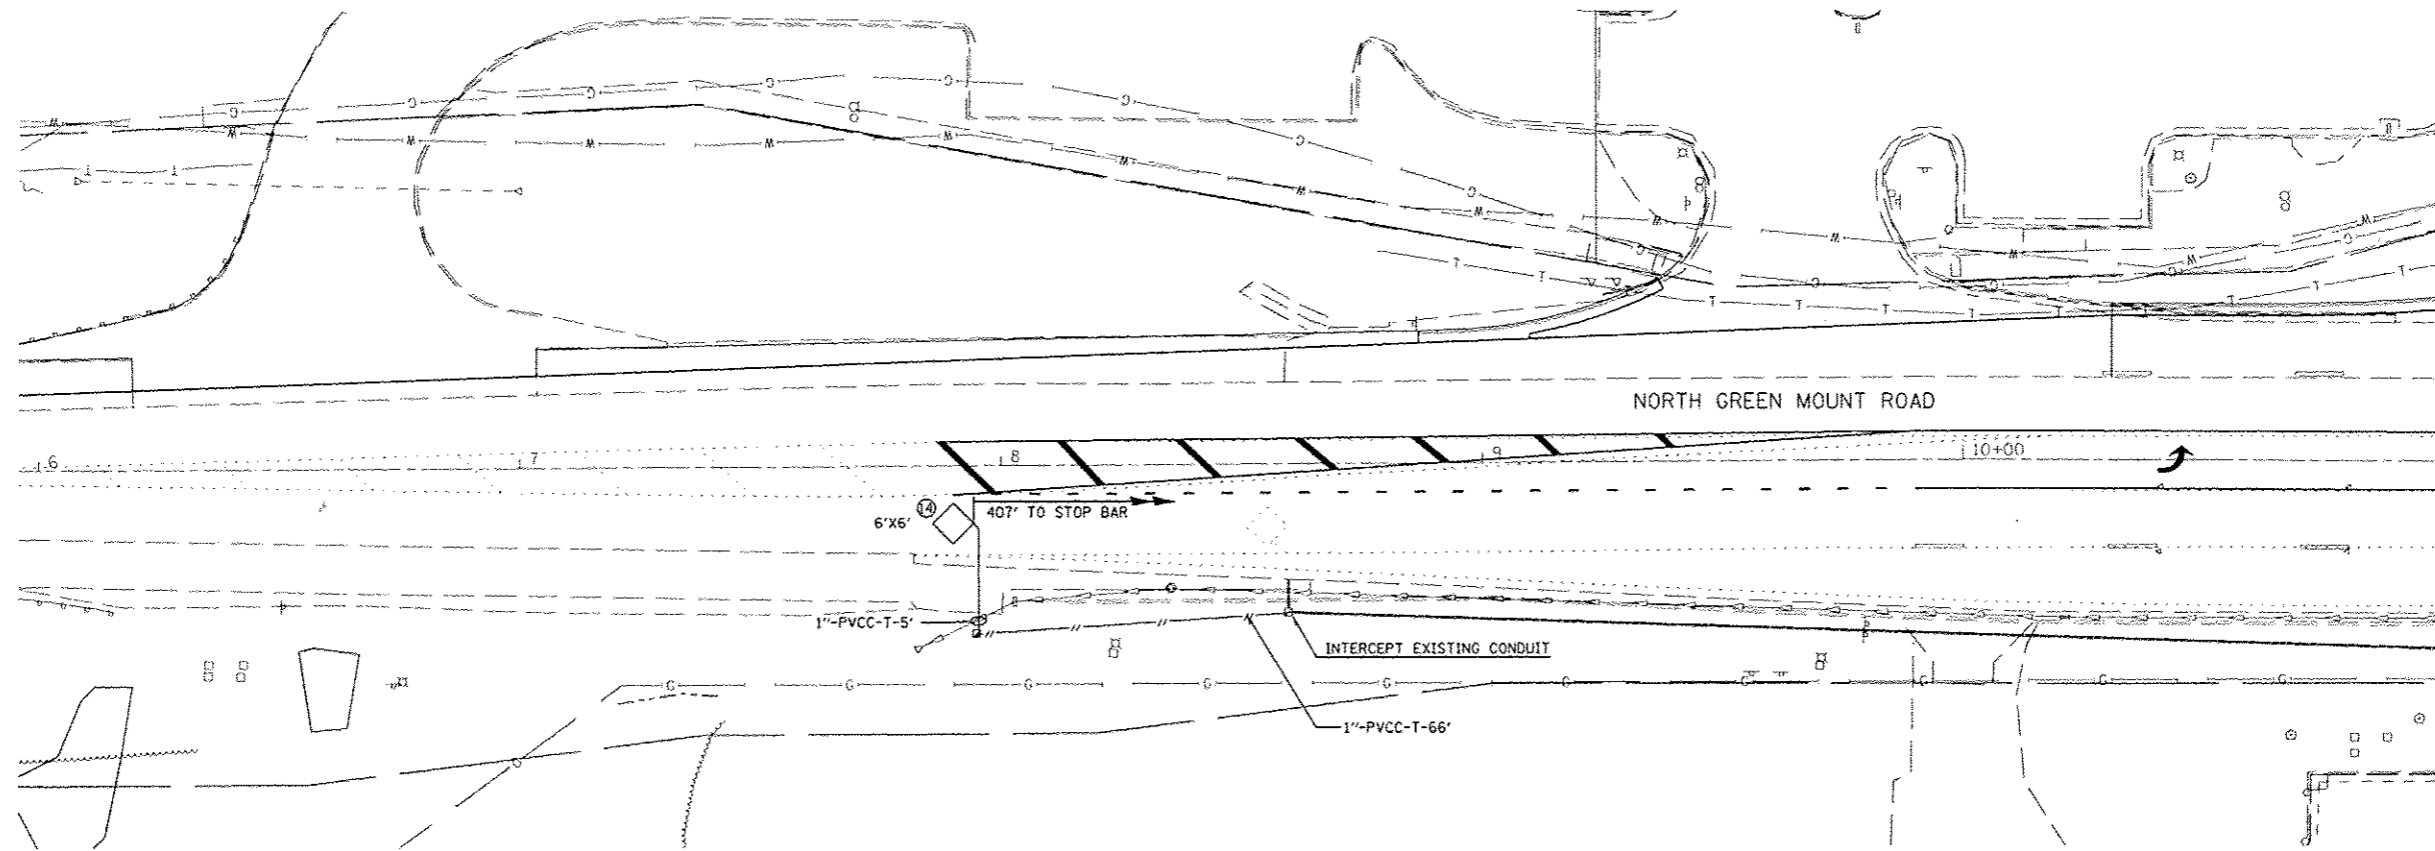 G G G G G G
W W W W W W
T T
NORTH GREEN MOUNT ROAD
6 7 8 9 10+00
14
6'X6'
407' TO STOP BAR
1"-PVCC-T-5'
INTERCEPT EXISTING CONDUIT
G G G G G G G G G G
1"-PVCC-T-66'